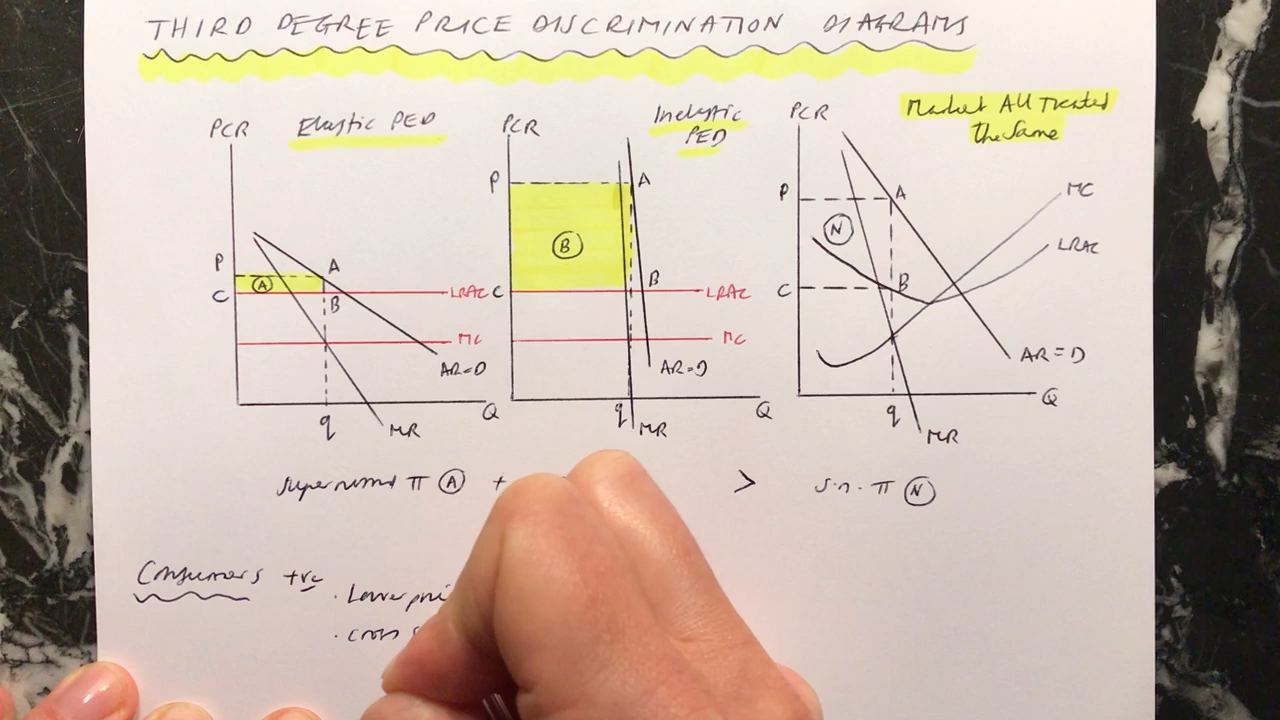 THIRD DEGREE PRICE DISCRIMINATION DIAGRAMS
PCR
Elastic PED
P
C
A
A
B
LRAC
MC
AR=D
q
Q
MR
PCR
Inelastic
PED
P
A
B
C
B
LRAC
MC
AR=D
q
Q
MR
PCR
Market All Treated
the Same
P
A
N
MC
LRAC
C
B
AR=D
q
Q
MR
supernormal π A + > s.n. π N
Consumers +ve
· Lower pri
· cross